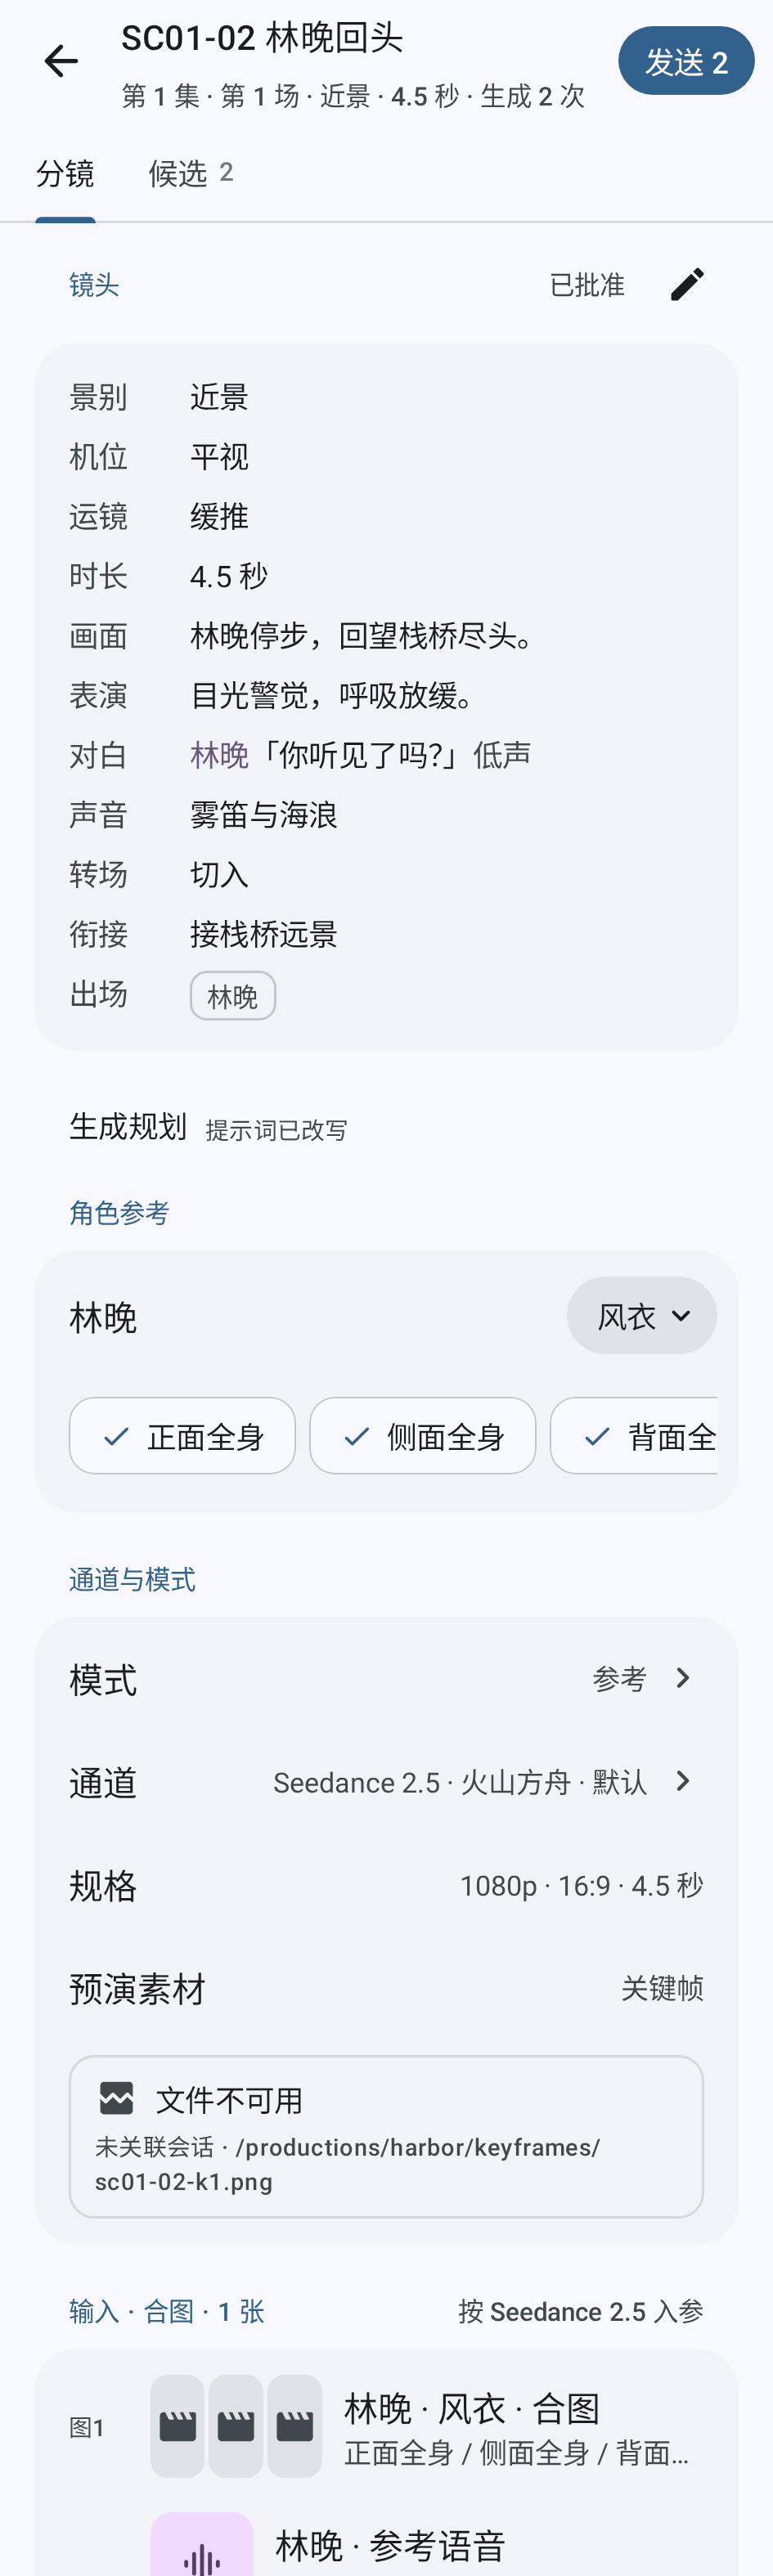 SC01-02 林晚回头
第 1 集 · 第 1 场 · 近景 · 4.5 秒 · 生成 2 次
发送 2
分镜
候选 2
镜头
已批准
景别 近景
机位 平视
运镜 缓推
时长 4.5 秒
画面 林晚停步，回望栈桥尽头。
表演 目光警觉，呼吸放缓。
对白 林晚「你听见了吗？」低声
声音 雾笛与海浪
转场 切入
衔接 接栈桥远景
出场 林晚
生成规划 提示词已改写
角色参考
林晚 风衣
正面全身 侧面全身 背面全
通道与模式
模式 参考
通道 Seedance 2.5 · 火山方舟 · 默认
规格 1080p · 16:9 · 4.5 秒
预演素材 关键帧
文件不可用
未关联会话 · /productions/harbor/keyframes/
sc01-02-k1.png
输入 · 合图 · 1 张 按 Seedance 2.5 入参
图1
林晚 · 风衣 · 合图
正面全身 / 侧面全身 / 背面…
林晚 · 参考语音